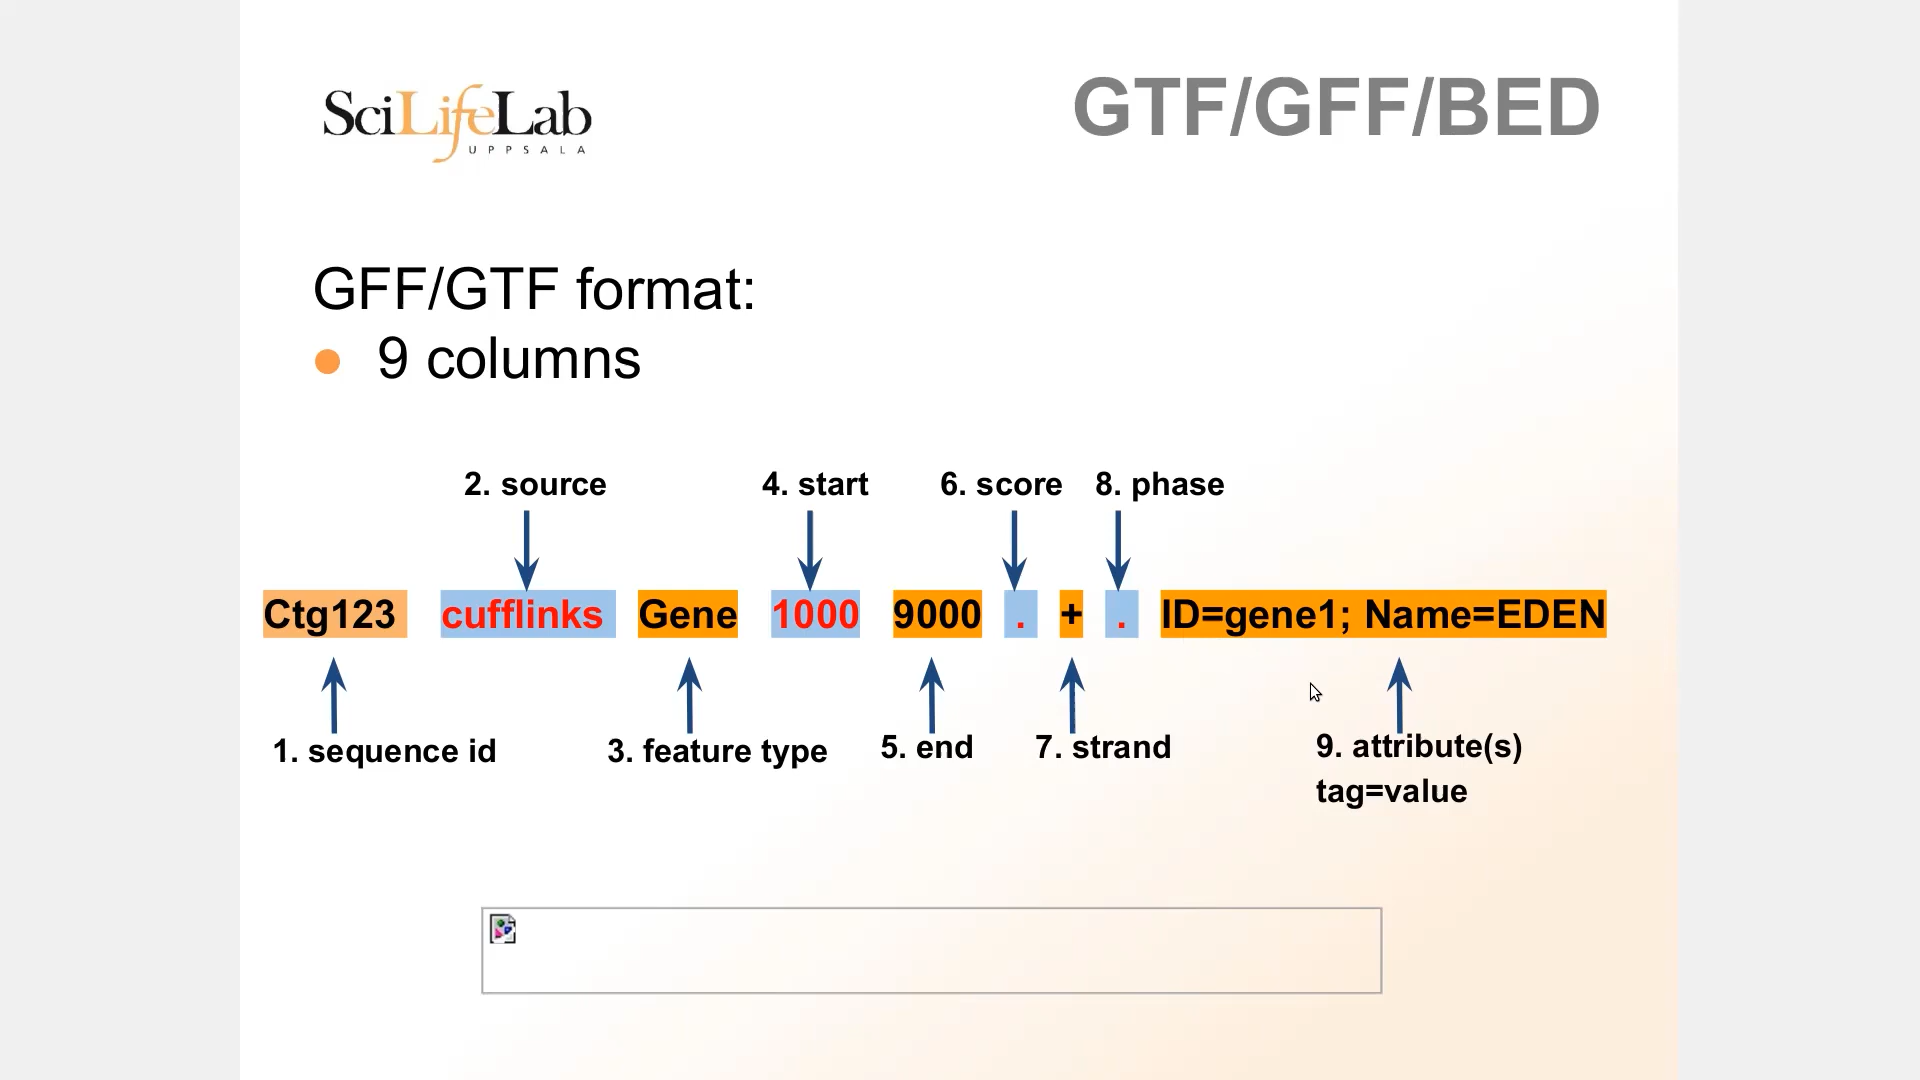 SciLifeLab
UPPSALA
GTF/GFF/BED
GFF/GTF format:
9 columns
2. source 4. start 6. score 8. phase
Ctg123 cufflinks Gene 1000 9000 . + . ID=gene1; Name=EDEN
1. sequence id 3. feature type 5. end 7. strand 9. attribute(s)
tag=value